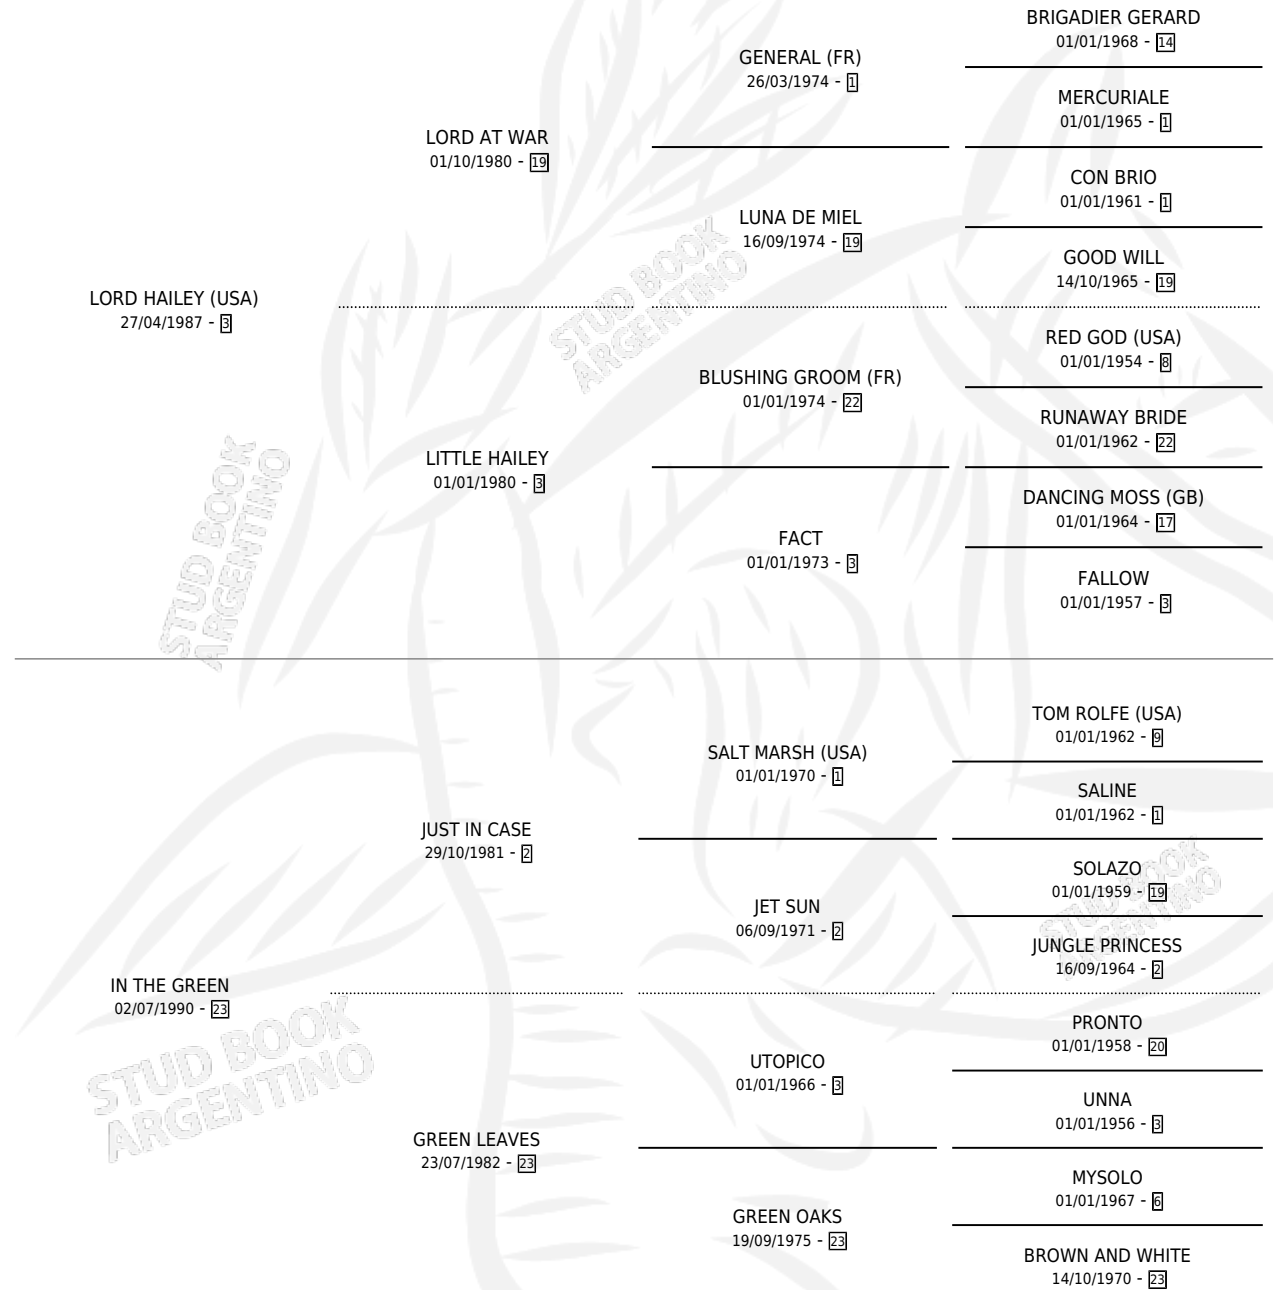 BRIGADIER GERARD
01/01/1968 - 14
GENERAL (FR)
26/03/1974 - 1
MERCURIALE
01/01/1965 - 1
LORD AT WAR
01/10/1980 - 19
CON BRIO
01/01/1961 - 1
LUNA DE MIEL
16/09/1974 - 19
GOOD WILL
14/10/1965 - 19
LORD HAILEY (USA)
27/04/1987 - 3
STUD BOOK
ARGENTINO
RED GOD (USA)
01/01/1954 - 8
BLUSHING GROOM (FR)
01/01/1974 - 22
RUNAWAY BRIDE
01/01/1962 - 22
LITTLE HAILEY
01/01/1980 - 3
DANCING MOSS (GB)
01/01/1964 - 17
FACT
01/01/1973 - 3
FALLOW
01/01/1957 - 3
STUD BOOK
ARGENTINO
TOM ROLFE (USA)
01/01/1962 - 9
SALT MARSH (USA)
01/01/1970 - 1
SALINE
01/01/1962 - 1
JUST IN CASE
29/10/1981 - 2
SOLAZO
01/01/1959 - 19
STUD BOOK
ARGENTINO
JET SUN
06/09/1971 - 2
JUNGLE PRINCESS
16/09/1964 - 2
IN THE GREEN
02/07/1990 - 23
STUD BOOK
ARGENTINO
PRONTO
01/01/1958 - 20
UTOPICO
01/01/1966 - 3
UNNA
01/01/1956 - 3
GREEN LEAVES
23/07/1982 - 23
MYSOLO
01/01/1967 - 6
GREEN OAKS
19/09/1975 - 23
BROWN AND WHITE
14/10/1970 - 23